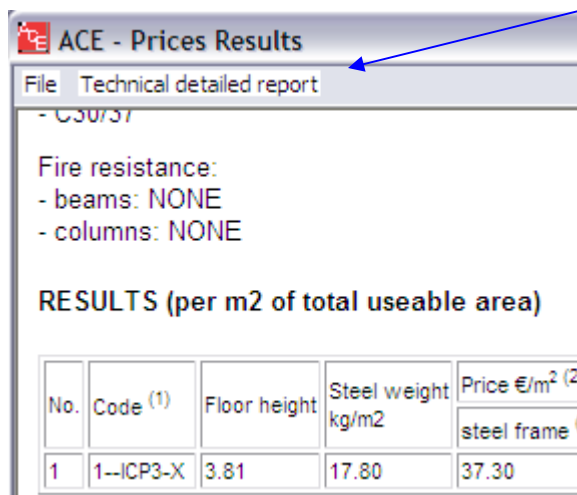 ACE - Prices Results
File Technical detailed report
- C30/37
Fire resistance:
- beams: NONE
- columns: NONE
RESULTS (per m2 of total useable area)
No. Code (1) Floor height Steel weight kg/m2 Price €/m² (2
steel frame
1 1--ICP3-X 3.81 17.80 37.30